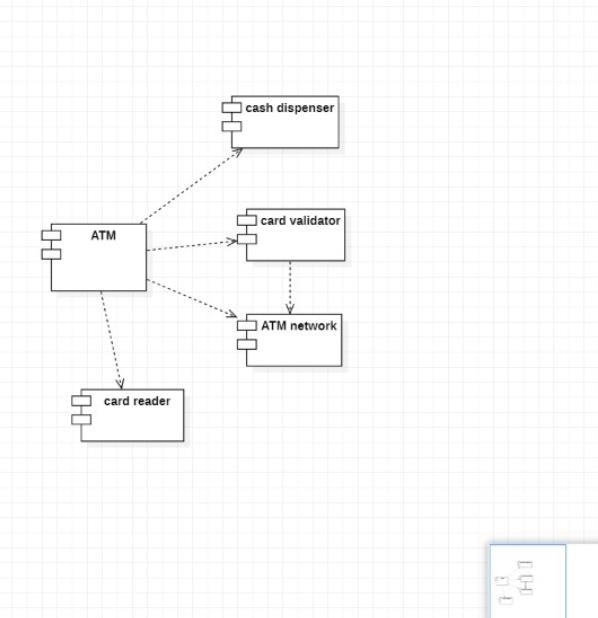 cash dispenser
card validator
ATM
ATM network
card reader